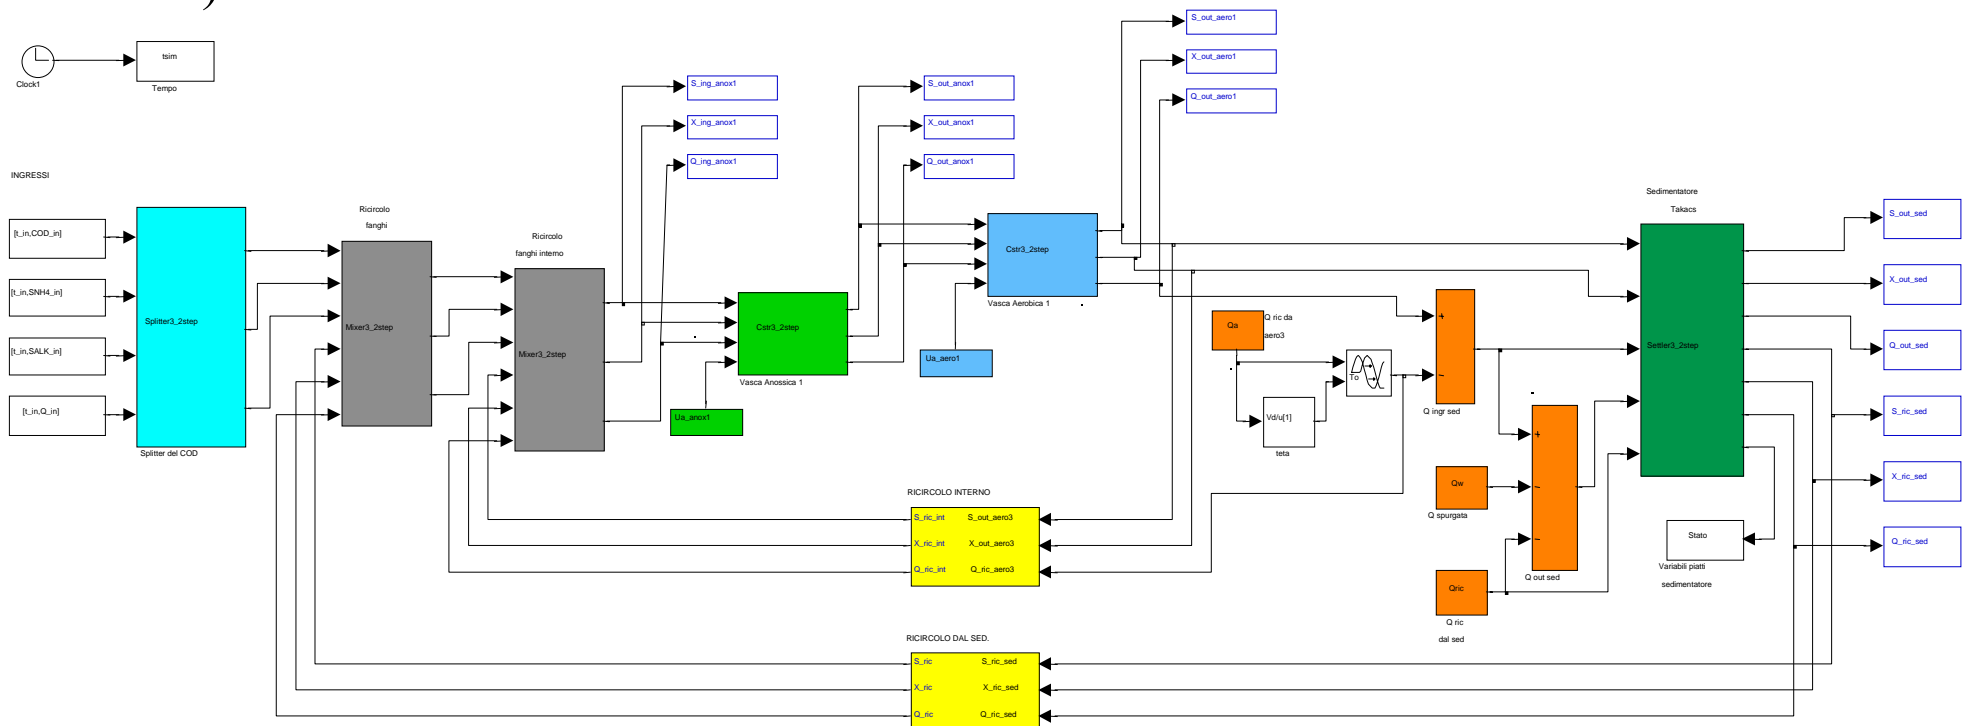 )
Clock1
tsim
Tempo
INGRESSI
[t_in,COD_in]
[t_in,SNH4_in]
[t_in,SALK_in]
[t_in,Q_in]
Splitter3_2step
Splitter del COD
Ricircolo
fanghi
Mixer3_2step
Ricircolo
fanghi interno
Mixer3_2step
S_ing_anox1
X_ing_anox1
Q_ing_anox1
Cstr3_2step
Vasca Anossica 1
Ua_anox1
S_out_anox1
X_out_anox1
Q_out_anox1
Cstr3_2step
Vasca Aerobica 1
Ua_aero1
S_out_aero1
X_out_aero1
Q_out_aero1
Qa
Q ric da
aero3
Vd/u[1]
teta
To
+
−
Q ingr sed
Qw
Q spurgata
Qric
Q ric
dal sed
+
−
−
Q out sed
Sedimentatore
Takacs
Settler3_2step
Stato
Variabili piatti
sedimentatore
S_out_sed
X_out_sed
Q_out_sed
S_ric_sed
X_ric_sed
Q_ric_sed
RICIRCOLO INTERNO
S_ric_int S_out_aero3
X_ric_int X_out_aero3
Q_ric_int Q_ric_aero3
RICIRCOLO DAL SED.
S_ric S_ric_sed
X_ric X_ric_sed
Q_ric Q_ric_sed